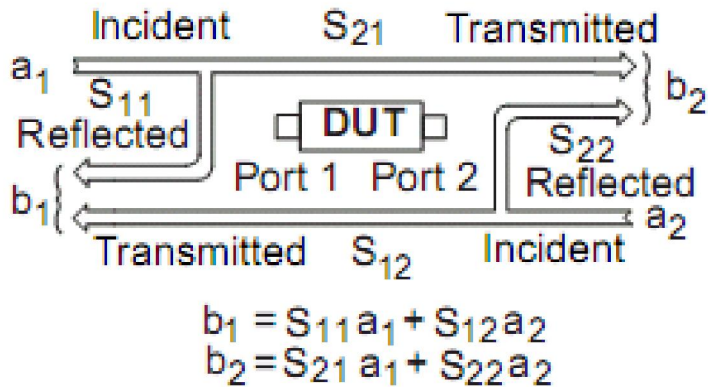 Incident S21 Transmitted
a1 S11 b2
Reflected DUT S22
b1 Port 1 Port 2 Reflected
a2
Transmitted S12 Incident
b1 = S11 a1 + S12 a2
b2 = S21 a1 + S22 a2